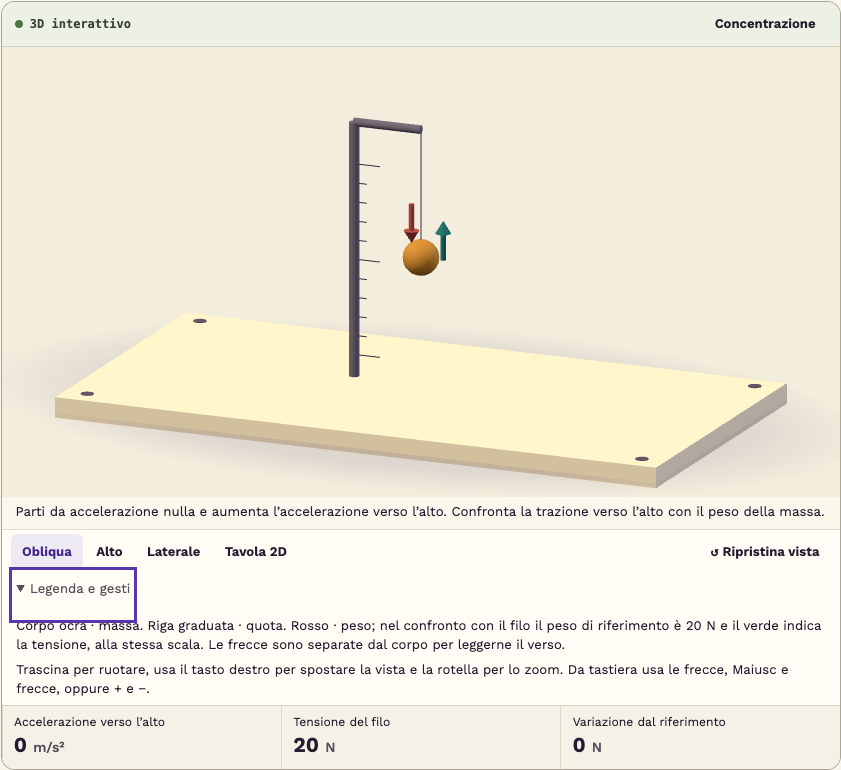 3D interattivo
Concentrazione
Parti da accelerazione nulla e aumenta l’accelerazione verso l’alto. Confronta la trazione verso l’alto con il peso della massa.
Obliqua Alto Laterale Tavola 2D
↺ Ripristina vista
▼ Legenda e gesti
Corpo ocra · massa. Riga graduata · quota. Rosso · peso; nel confronto con il filo il peso di riferimento è 20 N e il verde indica
la tensione, alla stessa scala. Le frecce sono separate dal corpo per leggerne il verso.
Trascina per ruotare, usa il tasto destro per spostare la vista e la rotella per lo zoom. Da tastiera usa le frecce, Maiusc e
frecce, oppure + e −.
Accelerazione verso l’alto
0 m/s²
Tensione del filo
20 N
Variazione dal riferimento
0 N